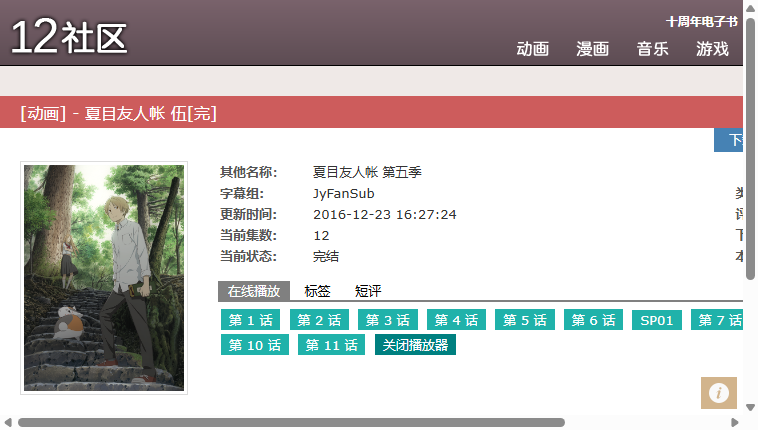 12社区
十周年电子书
动画 漫画 音乐 游戏
[动画] - 夏目友人帐 伍[完]
其他名称: 夏目友人帐 第五季
字幕组: JyFanSub
更新时间: 2016-12-23 16:27:24
当前集数: 12
当前状态: 完结
在线播放 标签 短评
第 1 话 第 2 话 第 3 话 第 4 话 第 5 话 第 6 话 SP01 第 7 话
第 10 话 第 11 话 关闭播放器